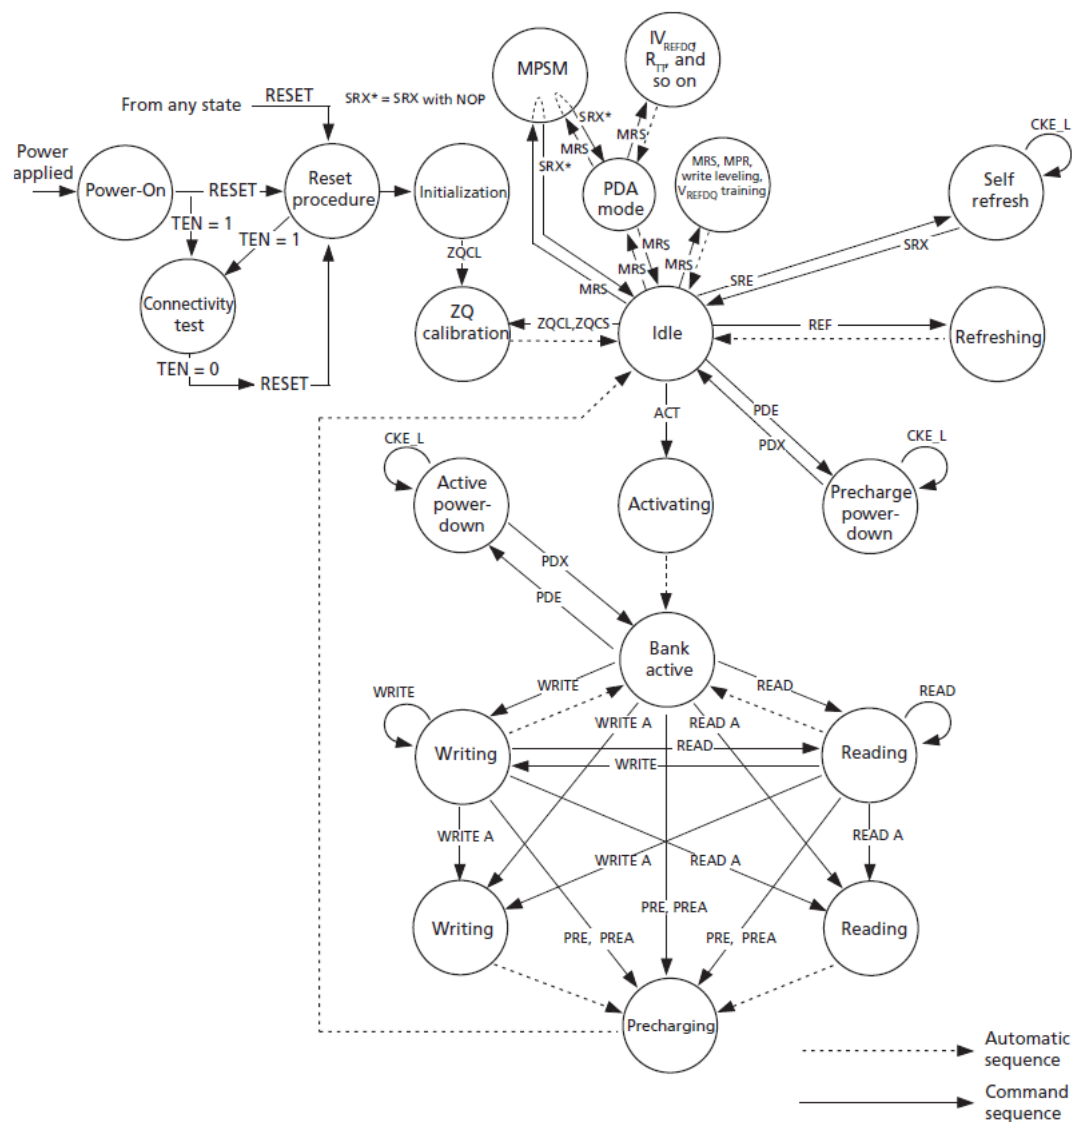 From any state
RESET
SRX* = SRX with NOP
MPSM
IV_REFDQ,
R_TT, and
so on
SRX*
MRS
MRS
SRX*
CKE_L
Power
applied
Power-On
RESET
Reset
procedure
Initialization
PDA
mode
MRS, MPR,
write leveling,
V_REFDQ training
Self
refresh
TEN = 1
TEN = 1
ZQCL
MRS
MRS
MRS
MRS
SRE
SRX
Connectivity
test
ZQ
calibration
ZQCL,ZQCS
Idle
REF
Refreshing
TEN = 0
RESET
ACT
PDE
PDX
CKE_L
CKE_L
Active
power-
down
Activating
Precharge
power-
down
PDX
PDE
Bank
active
WRITE
WRITE
READ
READ
WRITE A
READ A
Writing
READ
WRITE
Reading
WRITE A
WRITE A
READ A
READ A
Writing
PRE, PREA
Reading
PRE, PREA
PRE, PREA
Precharging
Automatic
sequence
Command
sequence